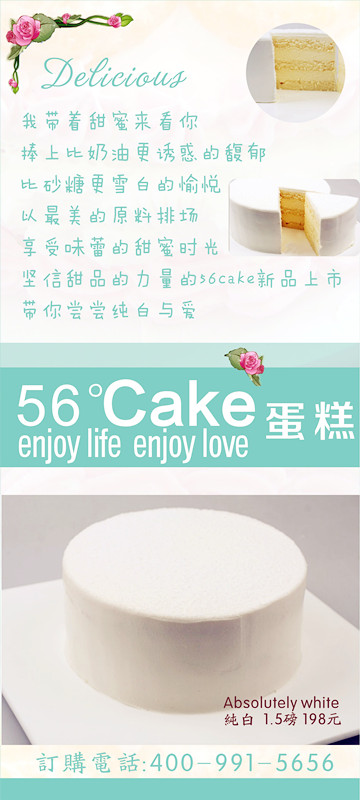 Delicious
我带着甜蜜来看你
捧上比奶油更诱惑的馥郁
比砂糖更雪白的愉悦
以最美的原料排场
享受味蕾的甜蜜时光
坚信甜品的力量的56cake新品上市
带你尝尝纯白与爱
56°Cake蛋糕
enjoy life enjoy love
Absolutely white
纯白 1.5磅 198元
訂購電話:400-991-5656